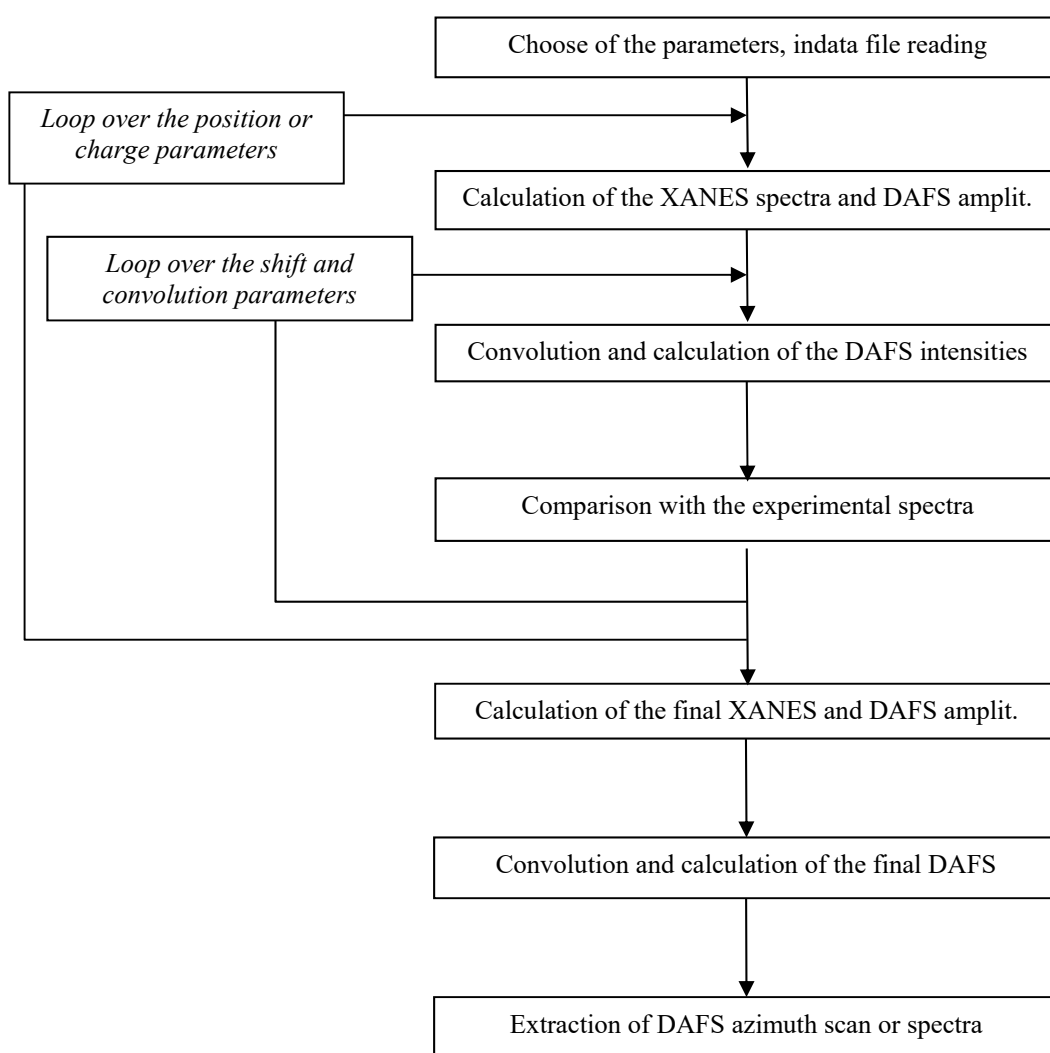 Choose of the parameters, indata file reading
Loop over the position or
charge parameters
Calculation of the XANES spectra and DAFS amplit.
Loop over the shift and
convolution parameters
Convolution and calculation of the DAFS intensities
Comparison with the experimental spectra
Calculation of the final XANES and DAFS amplit.
Convolution and calculation of the final DAFS
Extraction of DAFS azimuth scan or spectra